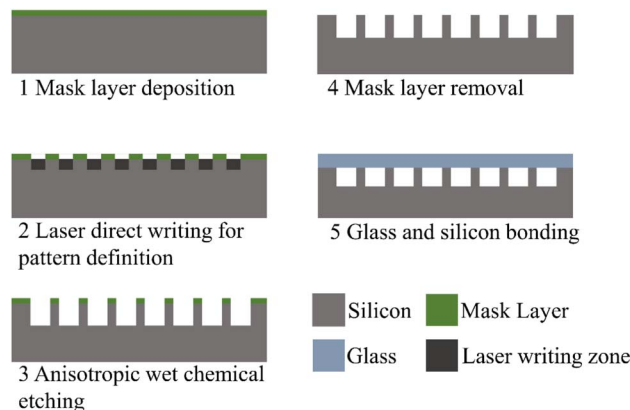 1 Mask layer deposition
2 Laser direct writing for
pattern definition
3 Anisotropic wet chemical
etching
4 Mask layer removal
5 Glass and silicon bonding
Silicon
Mask Layer
Glass
Laser writing zone